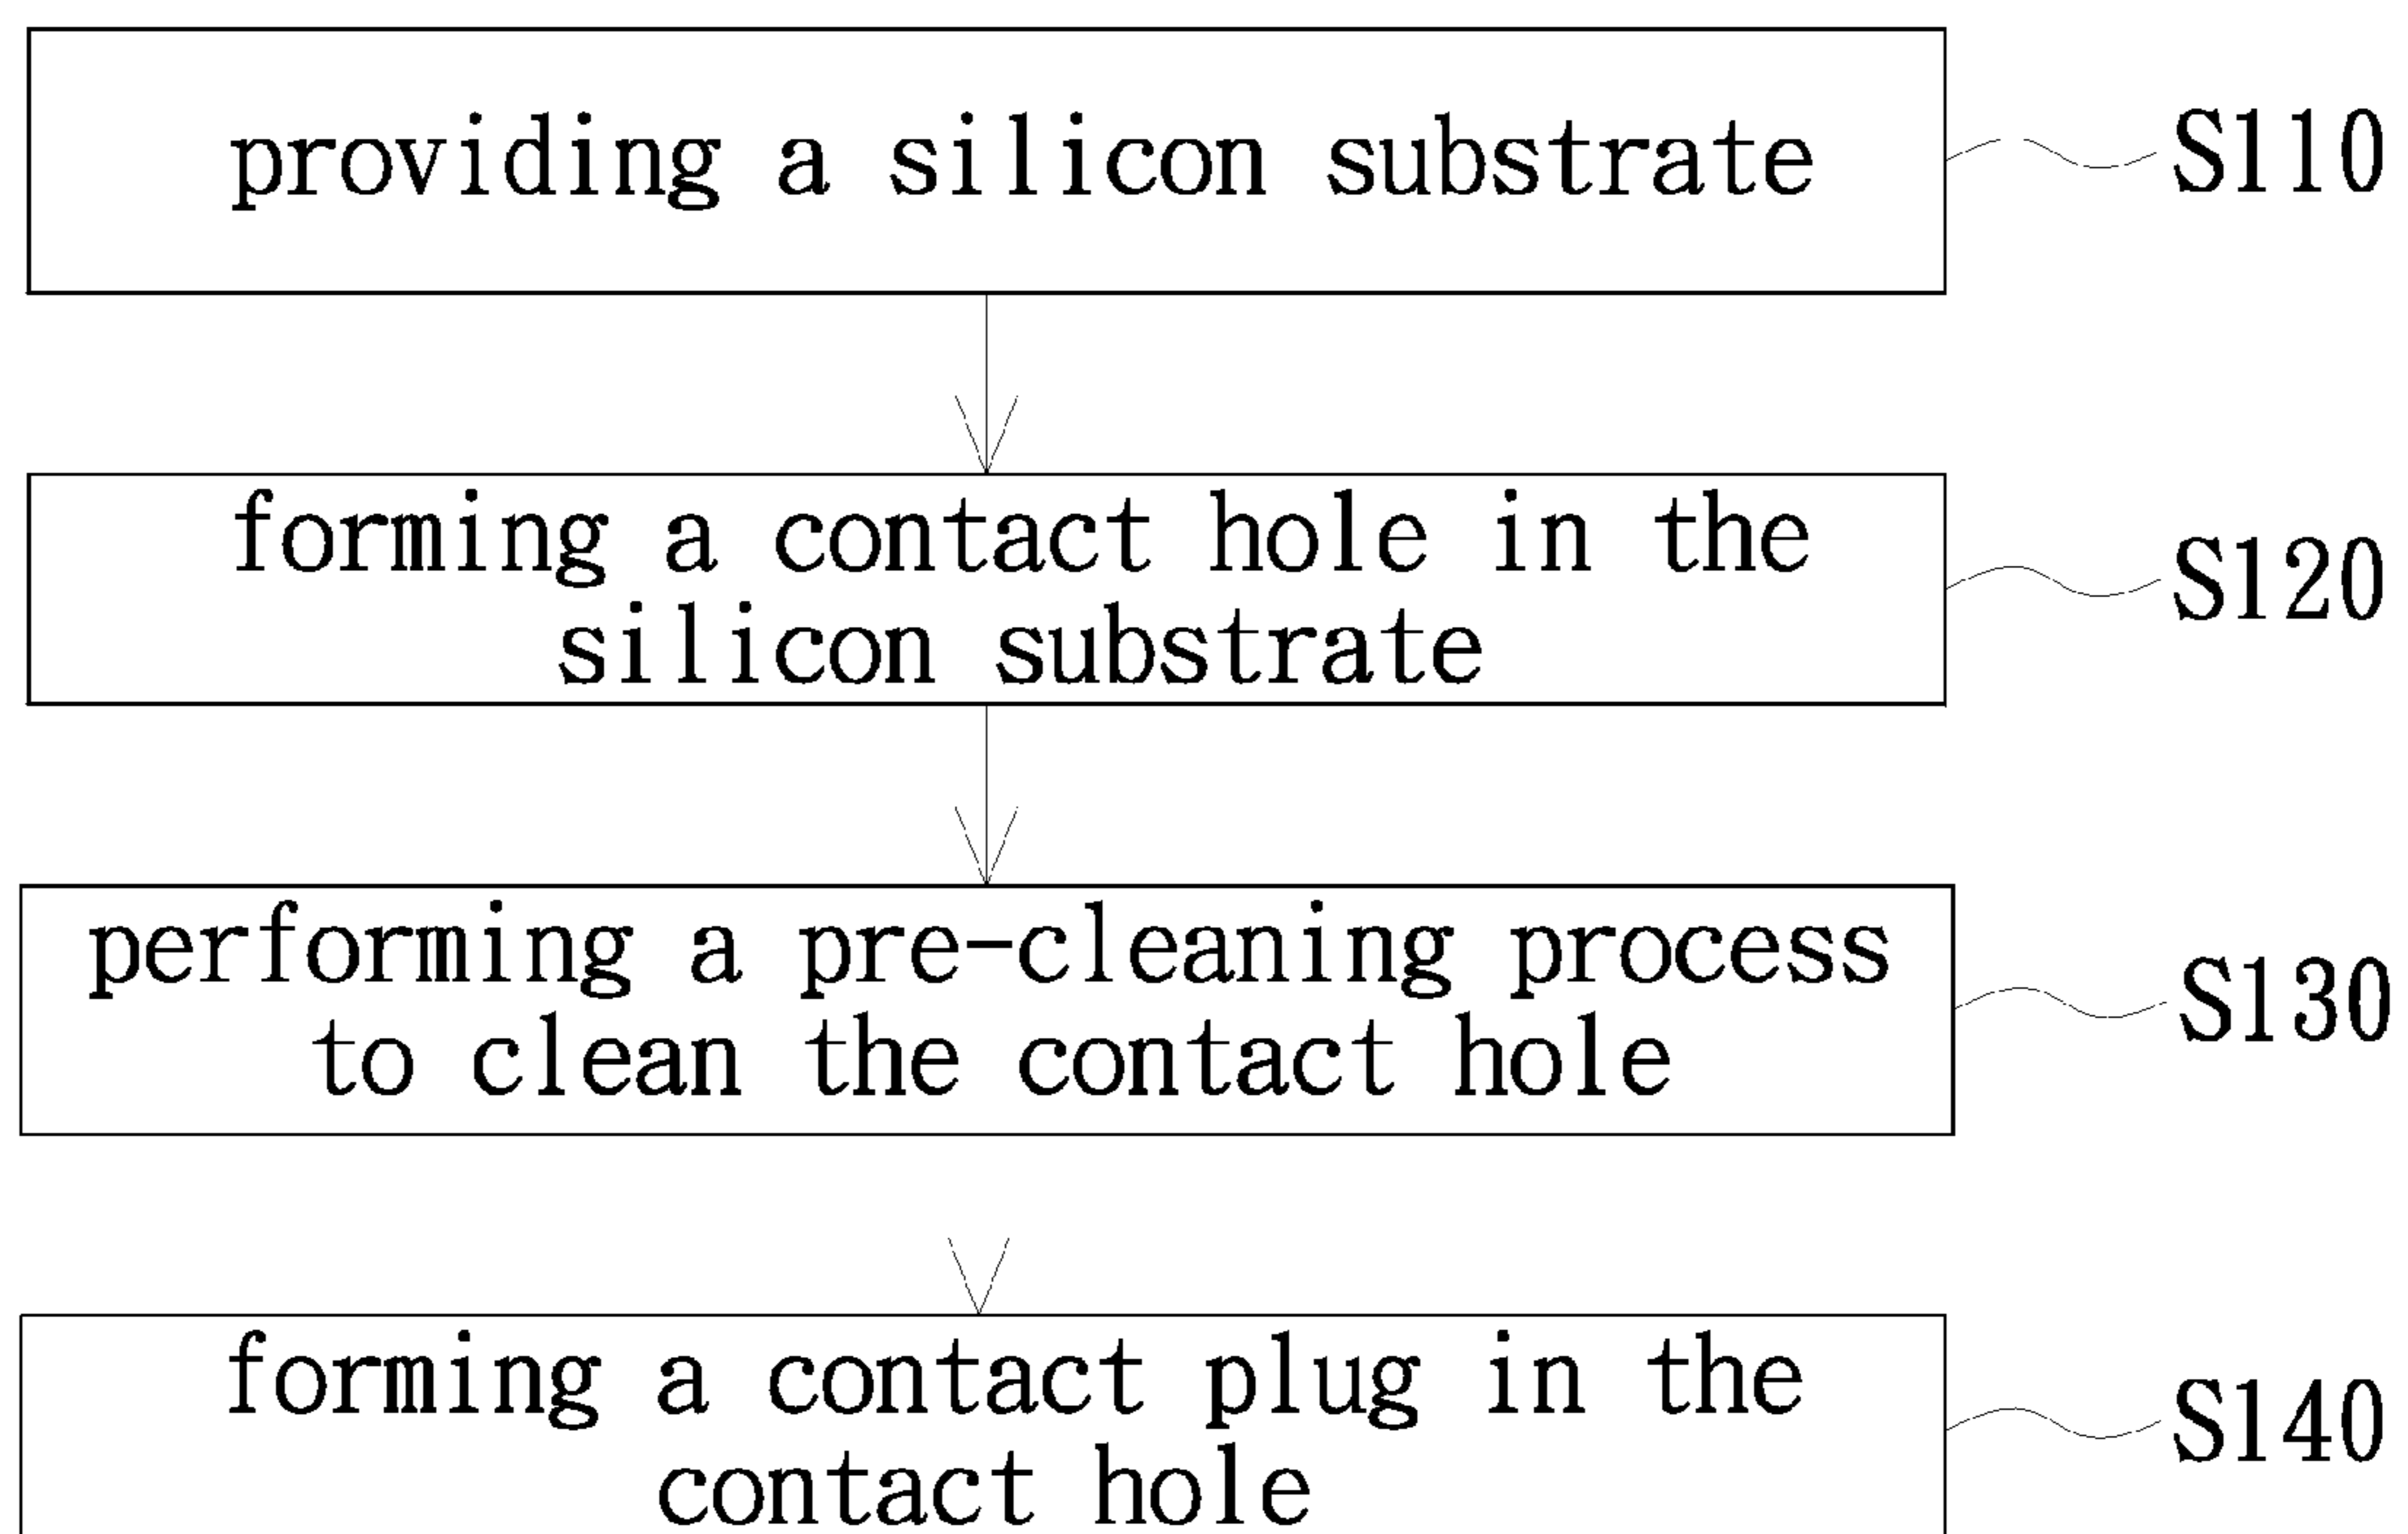 providing a silicon substrate
S110
forming a contact hole in the
silicon substrate
S120
performing a pre-cleaning process
to clean the contact hole
S130
forming a contact plug in the
contact hole
S140